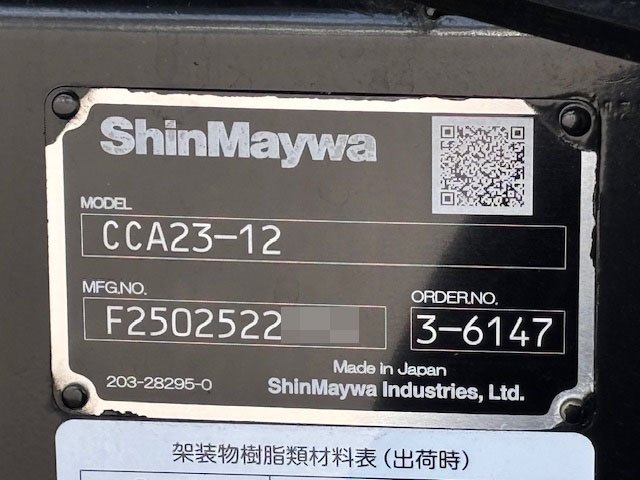 ShinMaywa
MODEL
CCA23-12
MFG.NO.
F2502522
ORDER.NO.
3-6147
Made in Japan
203-28295-0
ShinMaywa Industries, Ltd.
架装物樹脂類材料表(出荷時)